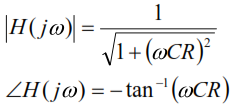 |H(jω)| = 1 / √(1 + (ωCR)²)
∠H(jω) = −tan⁻¹(ωCR)